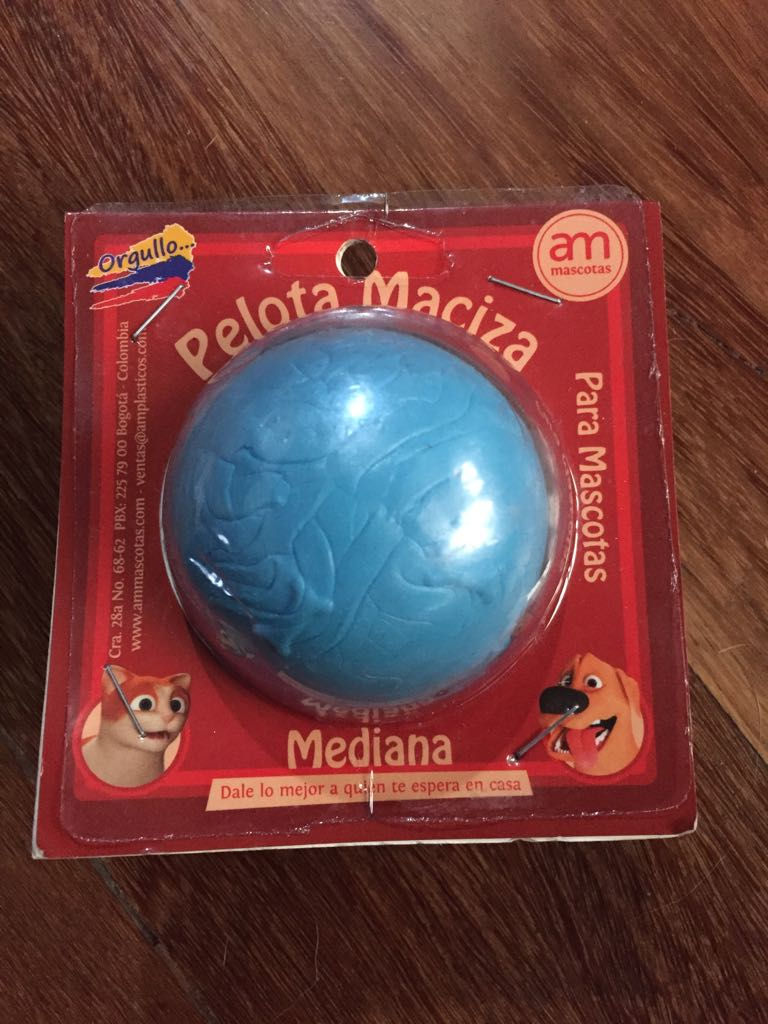 Orgullo...
am
mascotas
Pelota Maciza
Para Mascotas
Cra. 28a No. 68-62 PBX: 225 79 00 Bogotá - Colombia
www.ammascotas.com - ventas@amplasticos.com
Mediana
Mediana
Dale lo mejor a quien te espera en casa